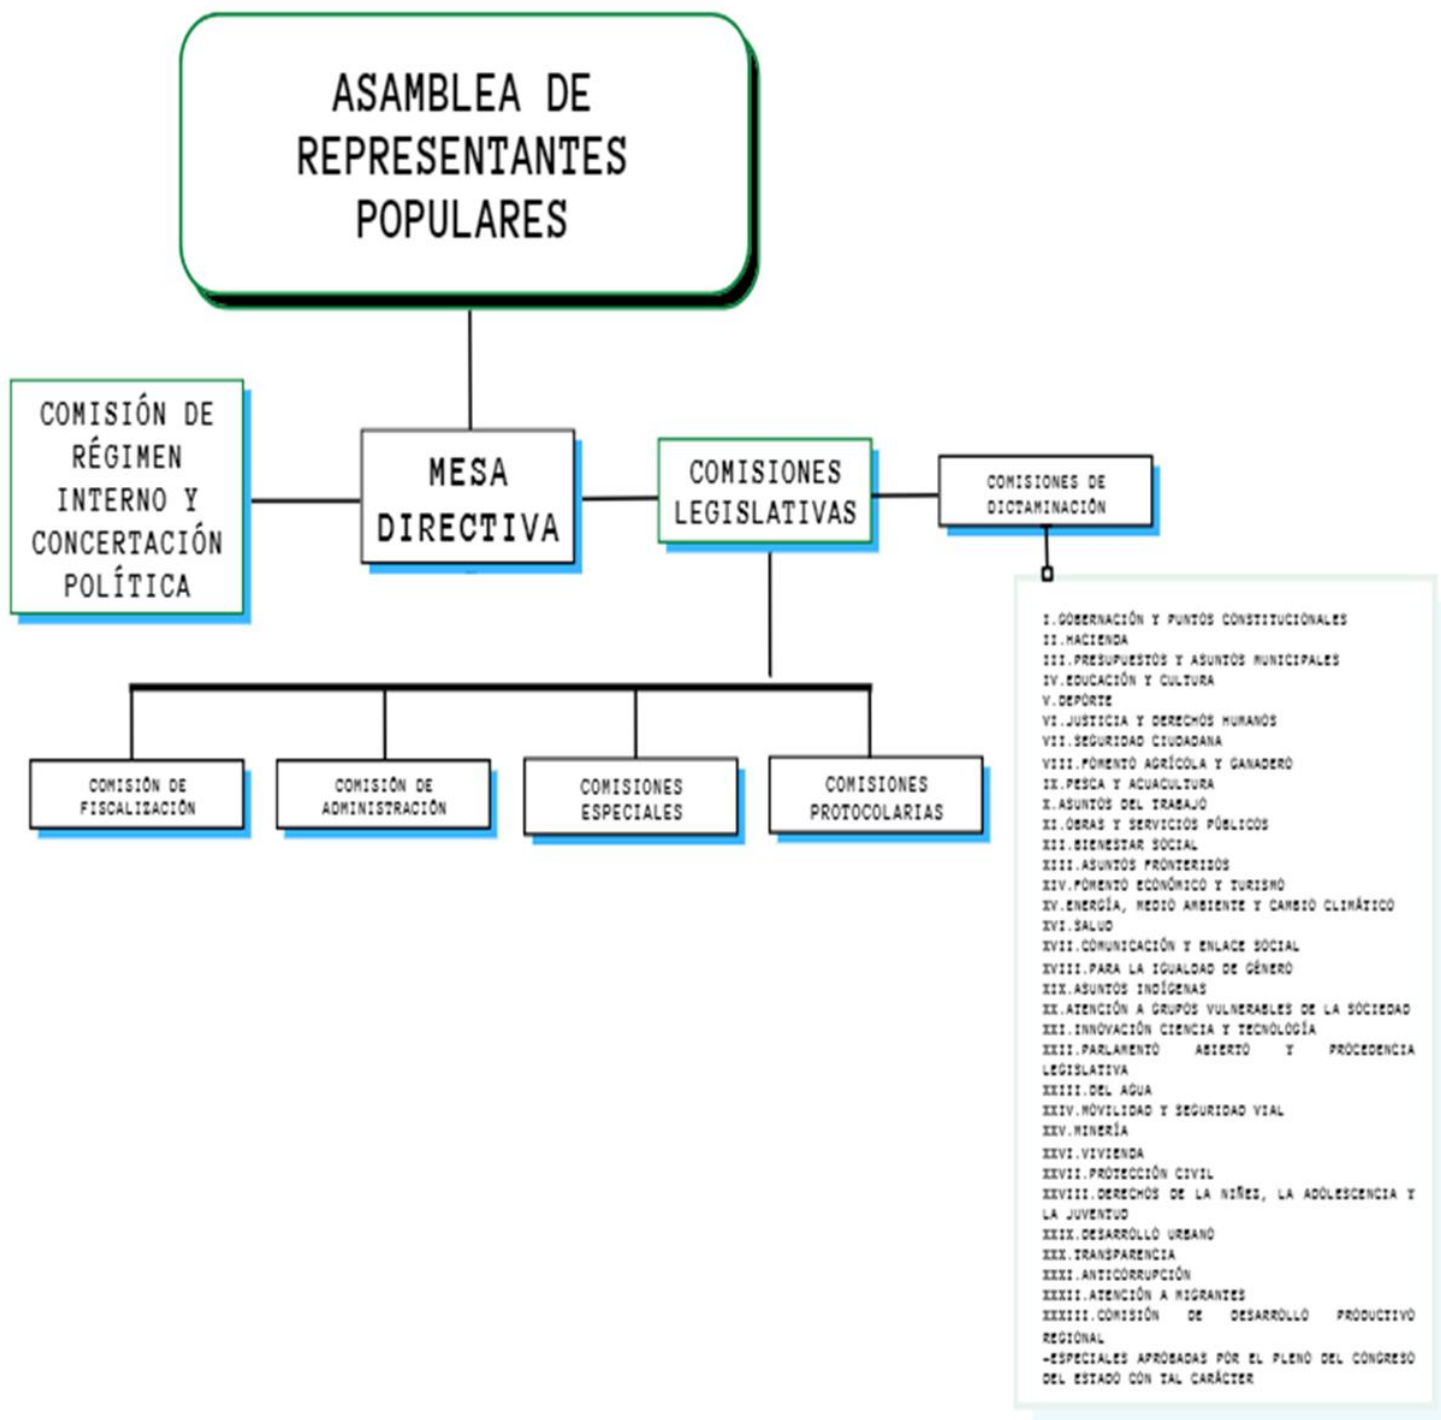 ASAMBLEA DE
REPRESENTANTES
POPULARES
COMISIÓN DE
RÉGIMEN
INTERNO Y
CONCERTACIÓN
POLÍTICA
MESA
DIRECTIVA
COMISIONES
LEGISLATIVAS
COMISIONES DE
DICTAMINACIÓN
COMISIÓN DE
FISCALIZACIÓN
COMISIÓN DE
ADMINISTRACIÓN
COMISIONES
ESPECIALES
COMISIONES
PROTOCOLARIAS
I.GOBERNACIÓN Y PUNTOS CONSTITUCIONALES
II.HACIENDA
III.PRESUPUESTOS Y ASUNTOS MUNICIPALES
IV.EDUCACIÓN Y CULTURA
V.DEPORTE
VI.JUSTICIA Y DERECHOS HUMANOS
VII.SEGURIDAD CIUDADANA
VIII.FOMENTO AGRÍCOLA Y GANADERO
IX.PESCA Y ACUACULTURA
X.ASUNTOS DEL TRABAJO
XI.OBRAS Y SERVICIOS PÚBLICOS
XII.BIENESTAR SOCIAL
XIII.ASUNTOS FRONTERIZOS
XIV.FOMENTO ECONÓMICO Y TURISMO
XV.ENERGÍA, MEDIO AMBIENTE Y CAMBIO CLIMÁTICO
XVI.SALUD
XVII.COMUNICACIÓN Y ENLACE SOCIAL
XVIII.PARA LA IGUALDAD DE GÉNERO
XIX.ASUNTOS INDÍGENAS
XX.ATENCIÓN A GRUPOS VULNERABLES DE LA SOCIEDAD
XXI.INNOVACIÓN CIENCIA Y TECNOLOGÍA
XXII.PARLAMENTO ABIERTO Y PROCEDENCIA
LEGISLATIVA
XXIII.DEL AGUA
XXIV.MOVILIDAD Y SEGURIDAD VIAL
XXV.MINERÍA
XXVI.VIVIENDA
XXVII.PROTECCIÓN CIVIL
XXVIII.DERECHOS DE LA NIÑEZ, LA ADOLESCENCIA Y
LA JUVENTUD
XXIX.DESARROLLO URBANO
XXX.TRANSPARENCIA
XXXI.ANTICORRUPCIÓN
XXXII.ATENCIÓN A MIGRANTES
XXXIII.COMISIÓN DE DESARROLLO PRODUCTIVO
REGIONAL
-ESPECIALES APROBADAS POR EL PLENO DEL CONGRESO
DEL ESTADO CON TAL CARÁCTER